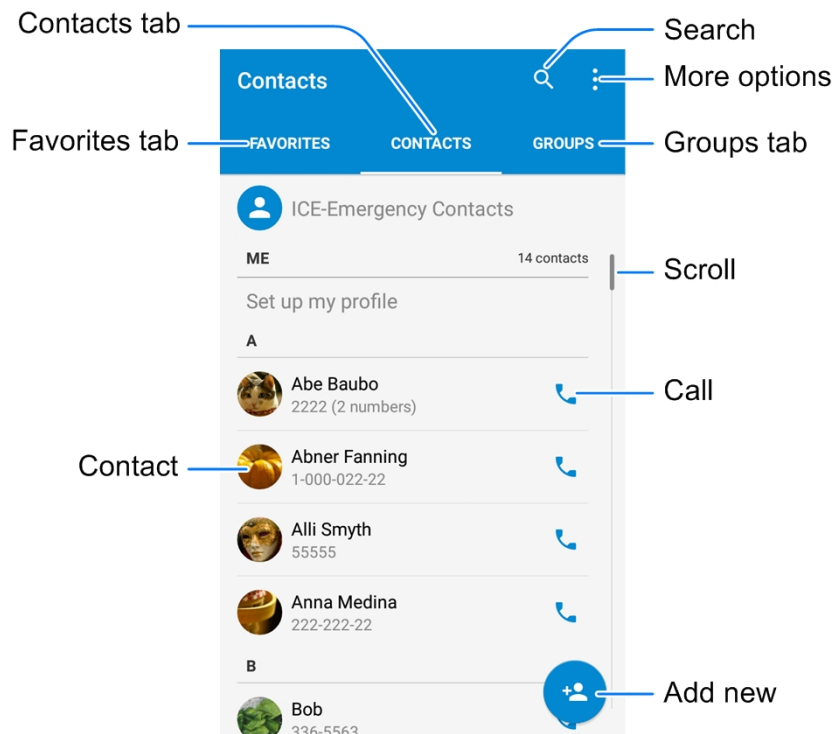 Contacts tab
Search
Contacts
More options
Favorites tab
FAVORITES
CONTACTS
GROUPS
Groups tab
ICE-Emergency Contacts
ME
14 contacts
Scroll
Set up my profile
A
Abe Baubo
2222 (2 numbers)
Call
Abner Fanning
1-000-022-22
Contact
Alli Smyth
55555
Anna Medina
222-222-22
B
Add new
Bob
336-5563